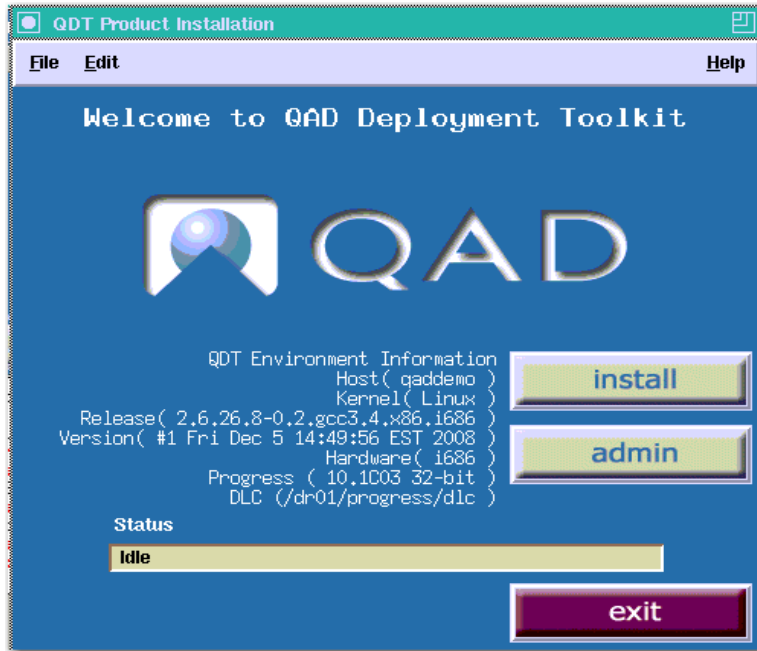 QDT Product Installation
File Edit Help
Welcome to QAD Deployment Toolkit
QAD
QDT Environment Information
Host( qaddemo )
Kernel( Linux )
Release( 2.6.26.8-0.2.gcc3.4.x86.i686 )
Version( #1 Fri Dec 5 14:49:56 EST 2008 )
Hardware( i686 )
Progress ( 10.1C03 32-bit )
DLC (/dr01/progress/dlc )
install
admin
Status
Idle
exit